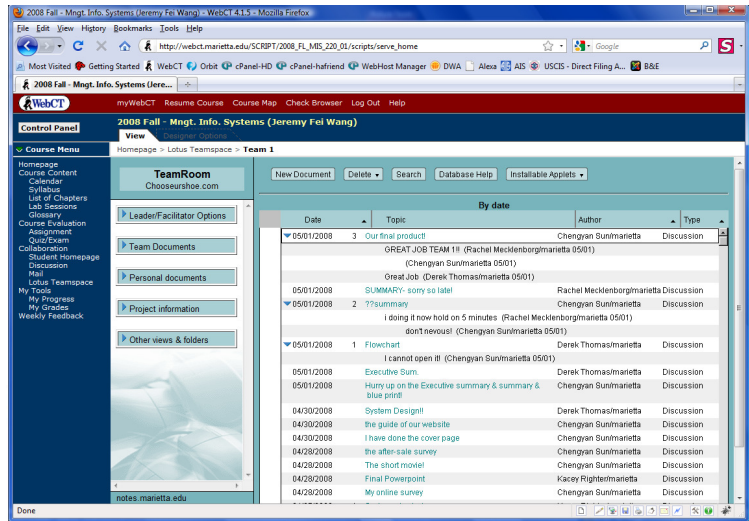 2008 Fall - Mngt. Info. Systems (Jeremy Fei Wang) - WebCT 4.1.5 - Mozilla Firefox
File Edit View History Bookmarks Tools Help
http://webct.marietta.edu/SCRIPT/2008_FL_MIS_220_01/scripts/serve_home
Google
Most Visited Getting Started WebCT Orbit cPanel-HD cPanel-hafriend WebHost Manager DWA Alexa AIS USCIS - Direct Filing A... B&E
2008 Fall - Mngt. Info. Systems (Jere...
WebCT
myWebCT Resume Course Course Map Check Browser Log Out Help
Control Panel
2008 Fall - Mngt. Info. Systems (Jeremy Fei Wang)
View Designer Options
Course Menu
Homepage > Lotus Teamspace > Team 1
Homepage
Course Content
Calendar
Syllabus
List of Chapters
Lab Sessions
Glossary
Course Evaluation
Assignment
Quiz/Exam
Collaboration
Student Homepage
Discussion
Mail
Lotus Teamspace
My Tools
My Progress
My Grades
Weekly Feedback
TeamRoom
Chooseurshoe.com
Leader/Facilitator Options
Team Documents
Personal documents
Project information
Other views & folders
notes.marietta.edu
New Document Delete Search Database Help Installable Applets
By date
Date Topic Author Type
05/01/2008 3 Our final product! Chengyan Sun/marietta Discussion
GREAT JOB TEAM 1!! (Rachel Mecklenborg/marietta 05/01)
(Chengyan Sun/marietta 05/01)
Great Job (Derek Thomas/marietta 05/01)
05/01/2008 SUMMARY- sorry so late! Rachel Mecklenborg/marietta Discussion
05/01/2008 2 ??summary Chengyan Sun/marietta Discussion
i doing it now hold on 5 minutes (Rachel Mecklenborg/marietta 05/01)
don't nevous! (Chengyan Sun/marietta 05/01)
05/01/2008 1 Flowchart Derek Thomas/marietta Discussion
I cannot open it! (Chengyan Sun/marietta 05/01)
05/01/2008 Executive Sum. Derek Thomas/marietta Discussion
05/01/2008 Hurry up on the Executive summary & summary & Chengyan Sun/marietta Discussion
blue print!
04/30/2008 System Design!! Derek Thomas/marietta Discussion
04/30/2008 the guide of our website Chengyan Sun/marietta Discussion
04/30/2008 I have done the cover page Chengyan Sun/marietta Discussion
04/28/2008 the after-sale survey Chengyan Sun/marietta Discussion
04/28/2008 The short movie! Chengyan Sun/marietta Discussion
04/28/2008 Final Powerpoint Kacey Righter/marietta Discussion
04/28/2008 My online survey Chengyan Sun/marietta Discussion
Done